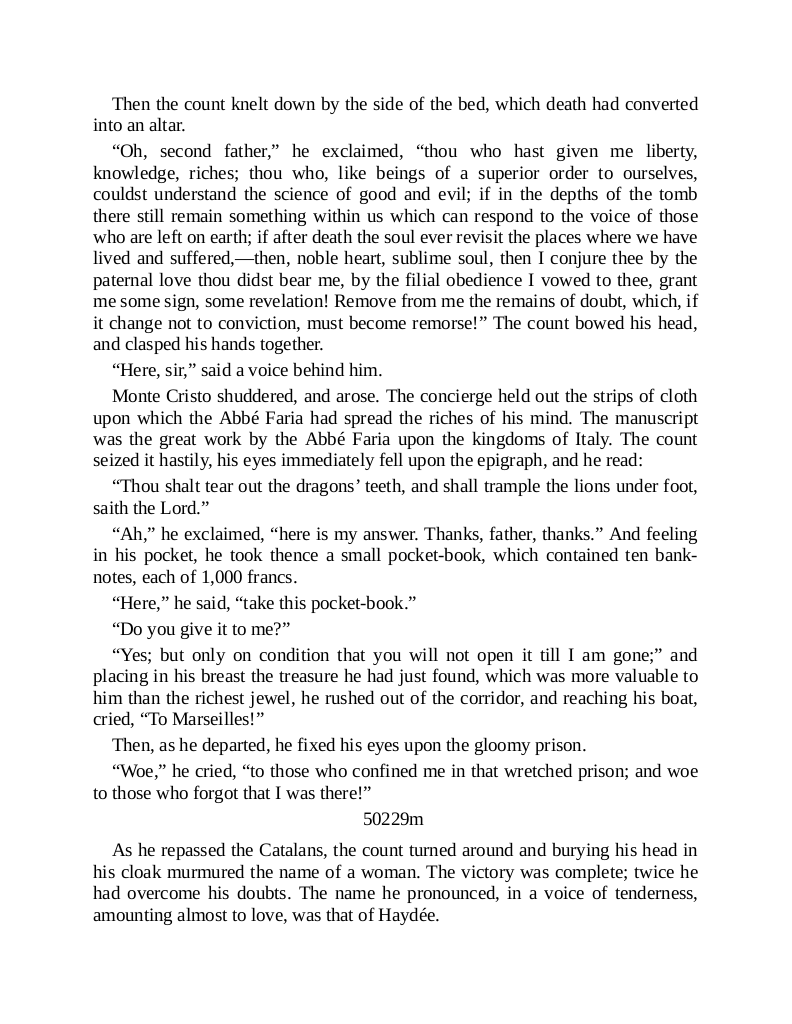 Then the count knelt down by the side of the bed, which death had converted
into an altar.
“Oh, second father,” he exclaimed, “thou who hast given me liberty,
knowledge, riches; thou who, like beings of a superior order to ourselves,
couldst understand the science of good and evil; if in the depths of the tomb
there still remain something within us which can respond to the voice of those
who are left on earth; if after death the soul ever revisit the places where we have
lived and suffered,—then, noble heart, sublime soul, then I conjure thee by the
paternal love thou didst bear me, by the filial obedience I vowed to thee, grant
me some sign, some revelation! Remove from me the remains of doubt, which, if
it change not to conviction, must become remorse!” The count bowed his head,
and clasped his hands together.
“Here, sir,” said a voice behind him.
Monte Cristo shuddered, and arose. The concierge held out the strips of cloth
upon which the Abbé Faria had spread the riches of his mind. The manuscript
was the great work by the Abbé Faria upon the kingdoms of Italy. The count
seized it hastily, his eyes immediately fell upon the epigraph, and he read:
“Thou shalt tear out the dragons’ teeth, and shall trample the lions under foot,
saith the Lord.”
“Ah,” he exclaimed, “here is my answer. Thanks, father, thanks.” And feeling
in his pocket, he took thence a small pocket-book, which contained ten bank-
notes, each of 1,000 francs.
“Here,” he said, “take this pocket-book.”
“Do you give it to me?”
“Yes; but only on condition that you will not open it till I am gone;” and
placing in his breast the treasure he had just found, which was more valuable to
him than the richest jewel, he rushed out of the corridor, and reaching his boat,
cried, “To Marseilles!”
Then, as he departed, he fixed his eyes upon the gloomy prison.
“Woe,” he cried, “to those who confined me in that wretched prison; and woe
to those who forgot that I was there!”
50229m
As he repassed the Catalans, the count turned around and burying his head in
his cloak murmured the name of a woman. The victory was complete; twice he
had overcome his doubts. The name he pronounced, in a voice of tenderness,
amounting almost to love, was that of Haydée.